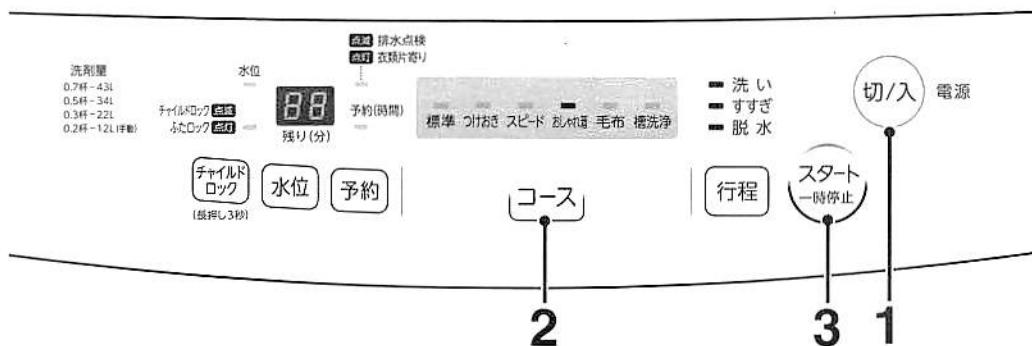 点滅 排水点検
点灯 衣類片寄り
洗剤量
0.7杯-43L
0.5杯-34L
0.3杯-22L
0.2杯-12L(手動)
水位
チャイルドロック 点滅
ふたロック 点灯
88
残り(分)
予約(時間)
標準 つけおき スピード おしゃれ着 毛布 槽洗浄
洗い
すすぎ
脱水
切/入
電源
チャイルド
ロック
(長押し3秒)
水位
予約
コース
行程
スタート
一時停止
2
3
1